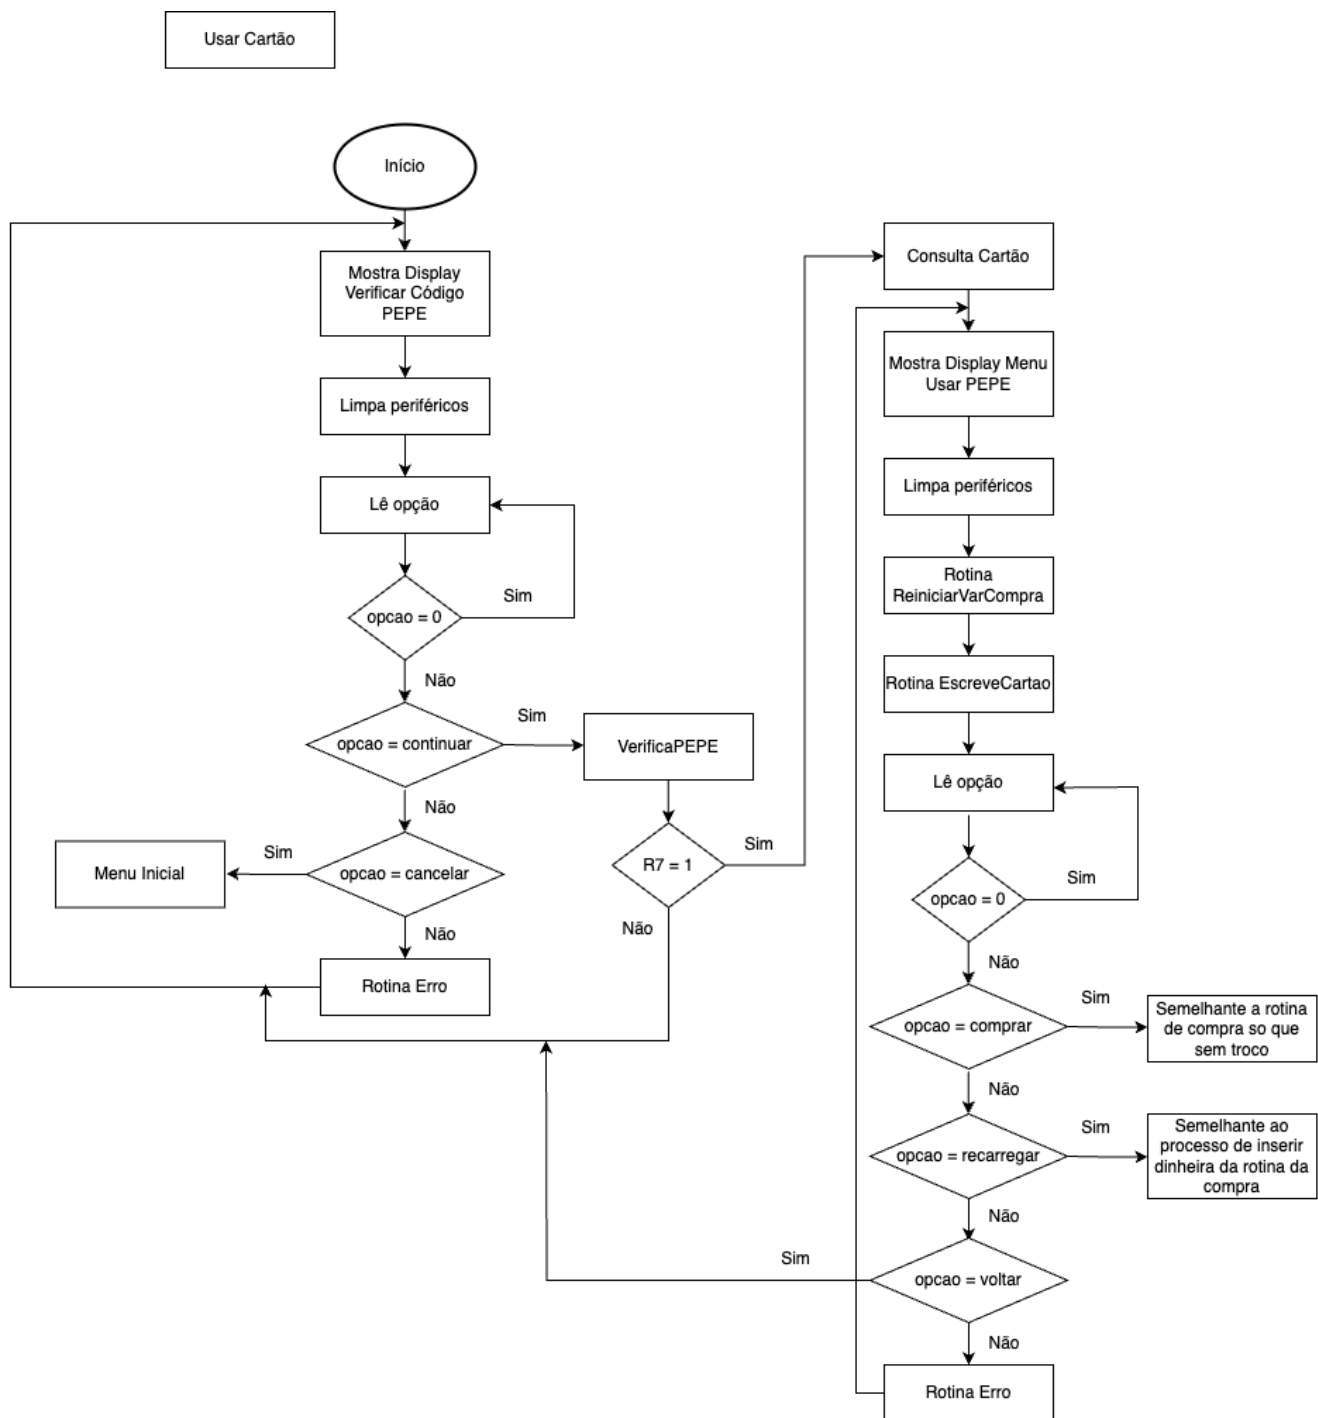 Usar Cartão
Início
Mostra Display
Verificar Código
PEPE
Limpa periféricos
Lê opção
opcao = 0
Sim
Não
opcao = continuar
Sim
VerificaPEPE
Não
R7 = 1
Sim
Não
opcao = cancelar
Sim
Menu Inicial
Não
Rotina Erro
Consulta Cartão
Mostra Display Menu
Usar PEPE
Limpa periféricos
Rotina
ReiniciarVarCompra
Rotina EscreveCartao
Lê opção
opcao = 0
Sim
Não
opcao = comprar
Sim
Semelhante a rotina
de compra so que
sem troco
Não
opcao = recarregar
Sim
Semelhante ao
processo de inserir
dinheira da rotina da
compra
Não
opcao = voltar
Sim
Não
Rotina Erro